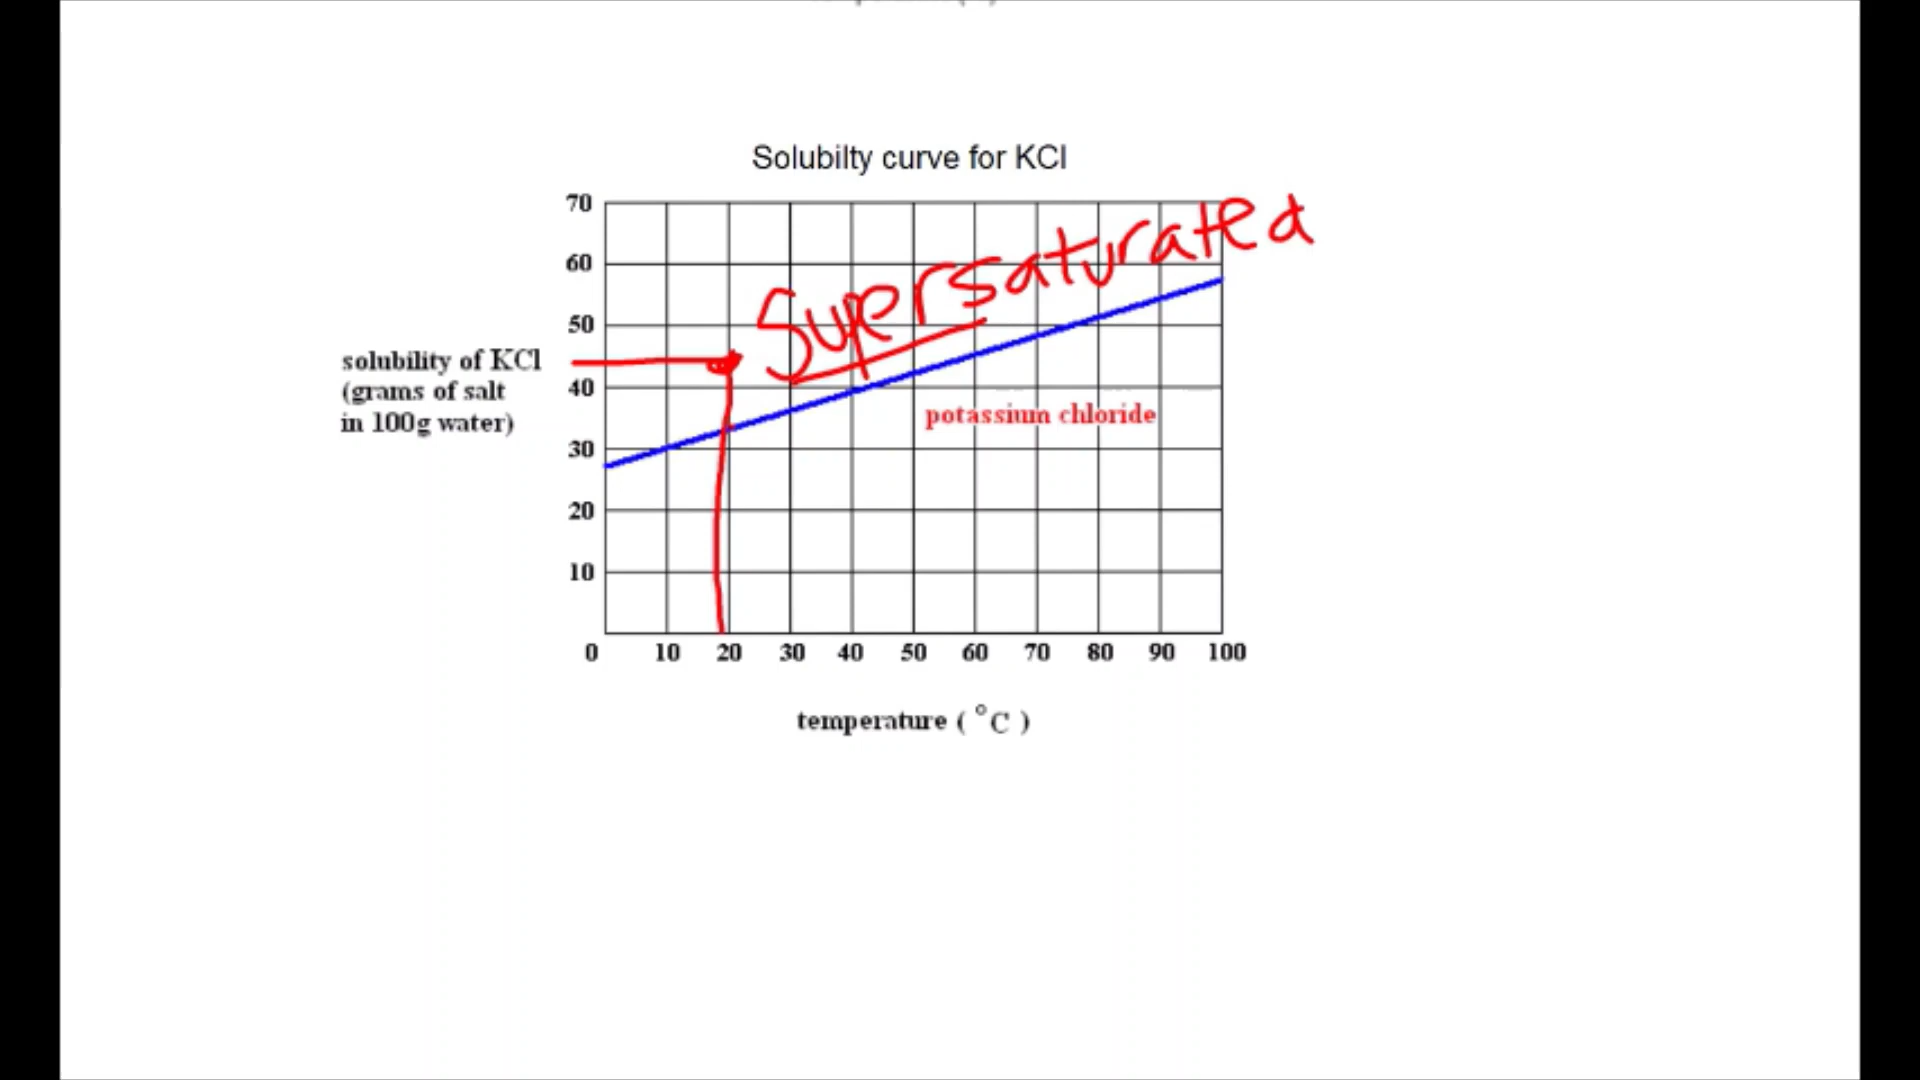 Solubilty curve for KCl
70
60
50
40
30
20
10
solubility of KCl
(grams of salt
in 100g water)
Supersaturated
potassium chloride
0 10 20 30 40 50 60 70 80 90 100
temperature ( °C )